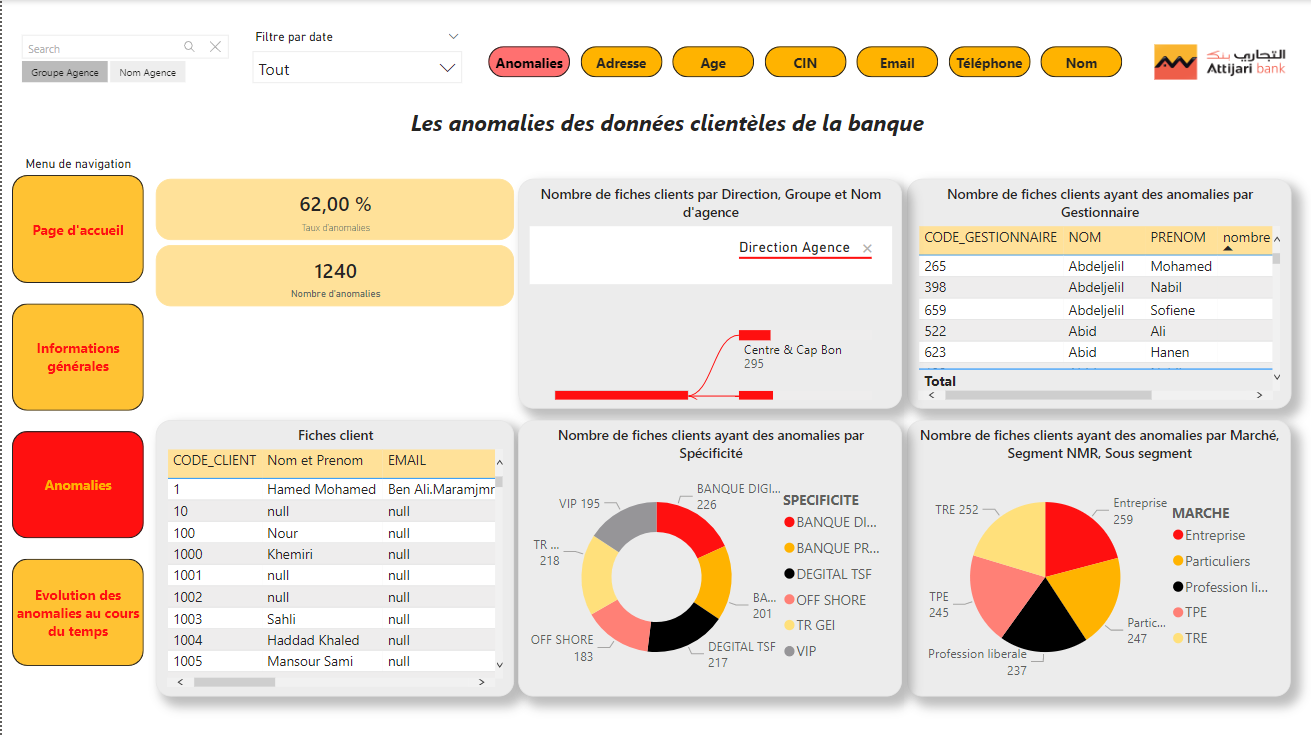 Search
Groupe Agence
Nom Agence
Filtre par date
Tout
Anomalies
Adresse
Age
CIN
Email
Téléphone
Nom
التجاري بنك
Attijari bank
Les anomalies des données clientèles de la banque
Menu de navigation
Page d'accueil
Informations
générales
Anomalies
Evolution des
anomalies au cours
du temps
62,00 %
Taux d'anomalies
1240
Nombre d'anomalies
Nombre de fiches clients par Direction, Groupe et Nom
d'agence
Direction Agence
Centre & Cap Bon
295
Nombre de fiches clients ayant des anomalies par
Gestionnaire
CODE_GESTIONNAIRE NOM PRENOM nombre
265 Abdeljelil Mohamed
398 Abdeljelil Nabil
659 Abdeljelil Sofiene
522 Abid Ali
623 Abid Hanen
Total
Fiches client
CODE_CLIENT Nom et Prenom EMAIL
1 Hamed Mohamed Ben Ali.Maramjmr
10 null null
100 Nour null
1000 Khemiri null
1001 null null
1002 null null
1003 Sahli null
1004 Haddad Khaled null
1005 Mansour Sami null
Nombre de fiches clients ayant des anomalies par
Spécificité
VIP 195
BANQUE DIGI...
226
TR ...
218
BA...
201
OFF SHORE
183
DEGITAL TSF
217
SPECIFICITE
BANQUE DI...
BANQUE PR...
DEGITAL TSF
OFF SHORE
TR GEI
VIP
Nombre de fiches clients ayant des anomalies par Marché,
Segment NMR, Sous segment
TRE 252
Entreprise
259
TPE
245
Partic...
247
Profession liberale
237
MARCHE
Entreprise
Particuliers
Profession li...
TPE
TRE